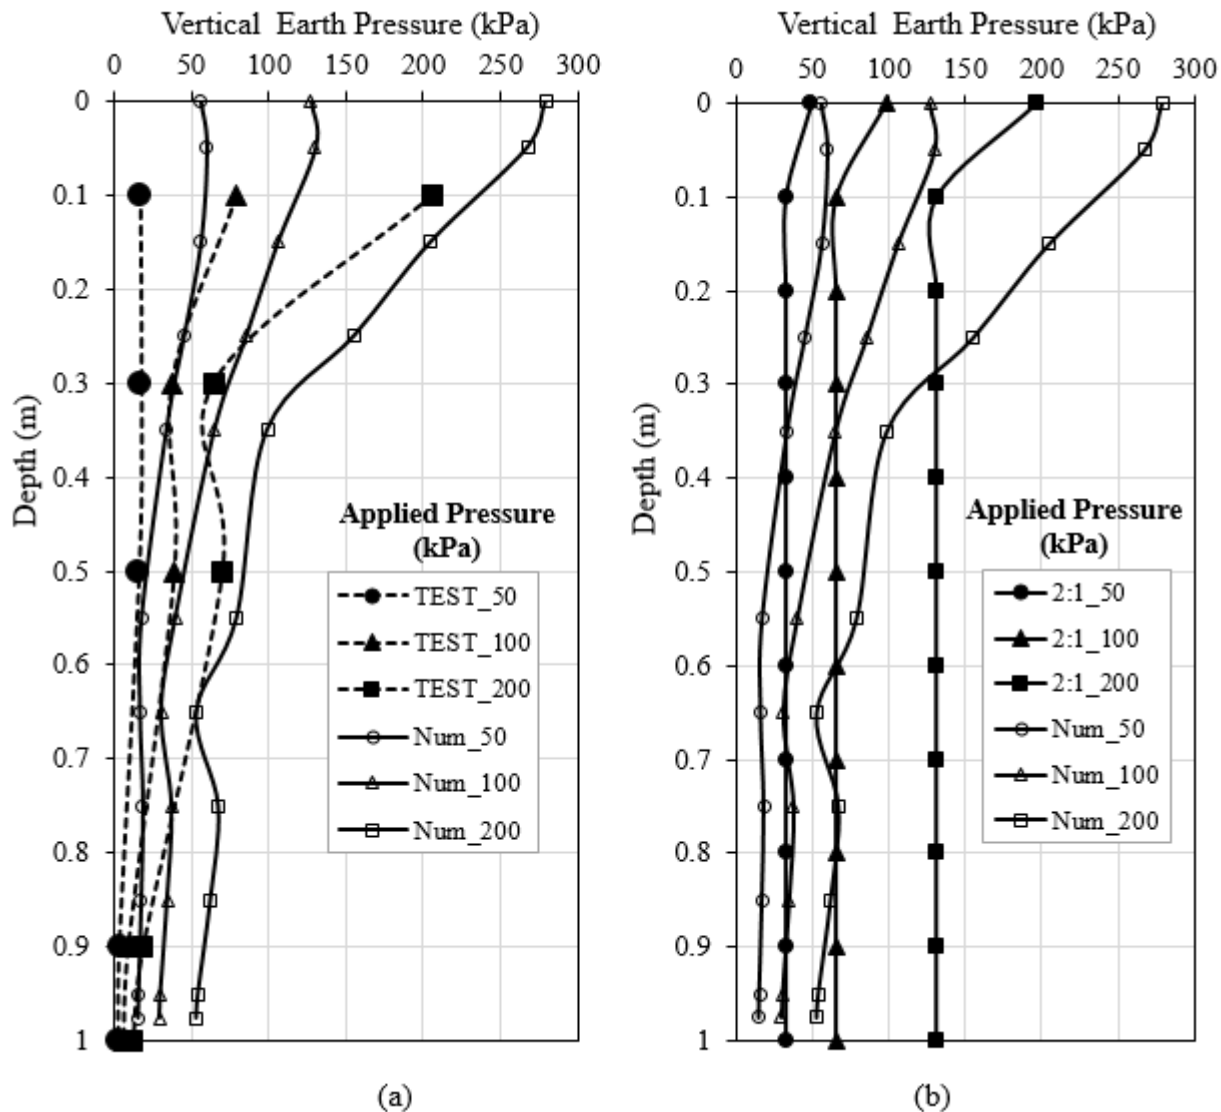 Vertical Earth Pressure (kPa)
0 50 100 150 200 250 300
0
0.1
0.2
0.3
0.4
0.5
0.6
0.7
0.8
0.9
1
Depth (m)
Applied Pressure
(kPa)
TEST_50
TEST_100
TEST_200
Num_50
Num_100
Num_200
(a)
Vertical Earth Pressure (kPa)
0 50 100 150 200 250 300
0
0.1
0.2
0.3
0.4
0.5
0.6
0.7
0.8
0.9
1
Depth (m)
Applied Pressure
(kPa)
2:1_50
2:1_100
2:1_200
Num_50
Num_100
Num_200
(b)